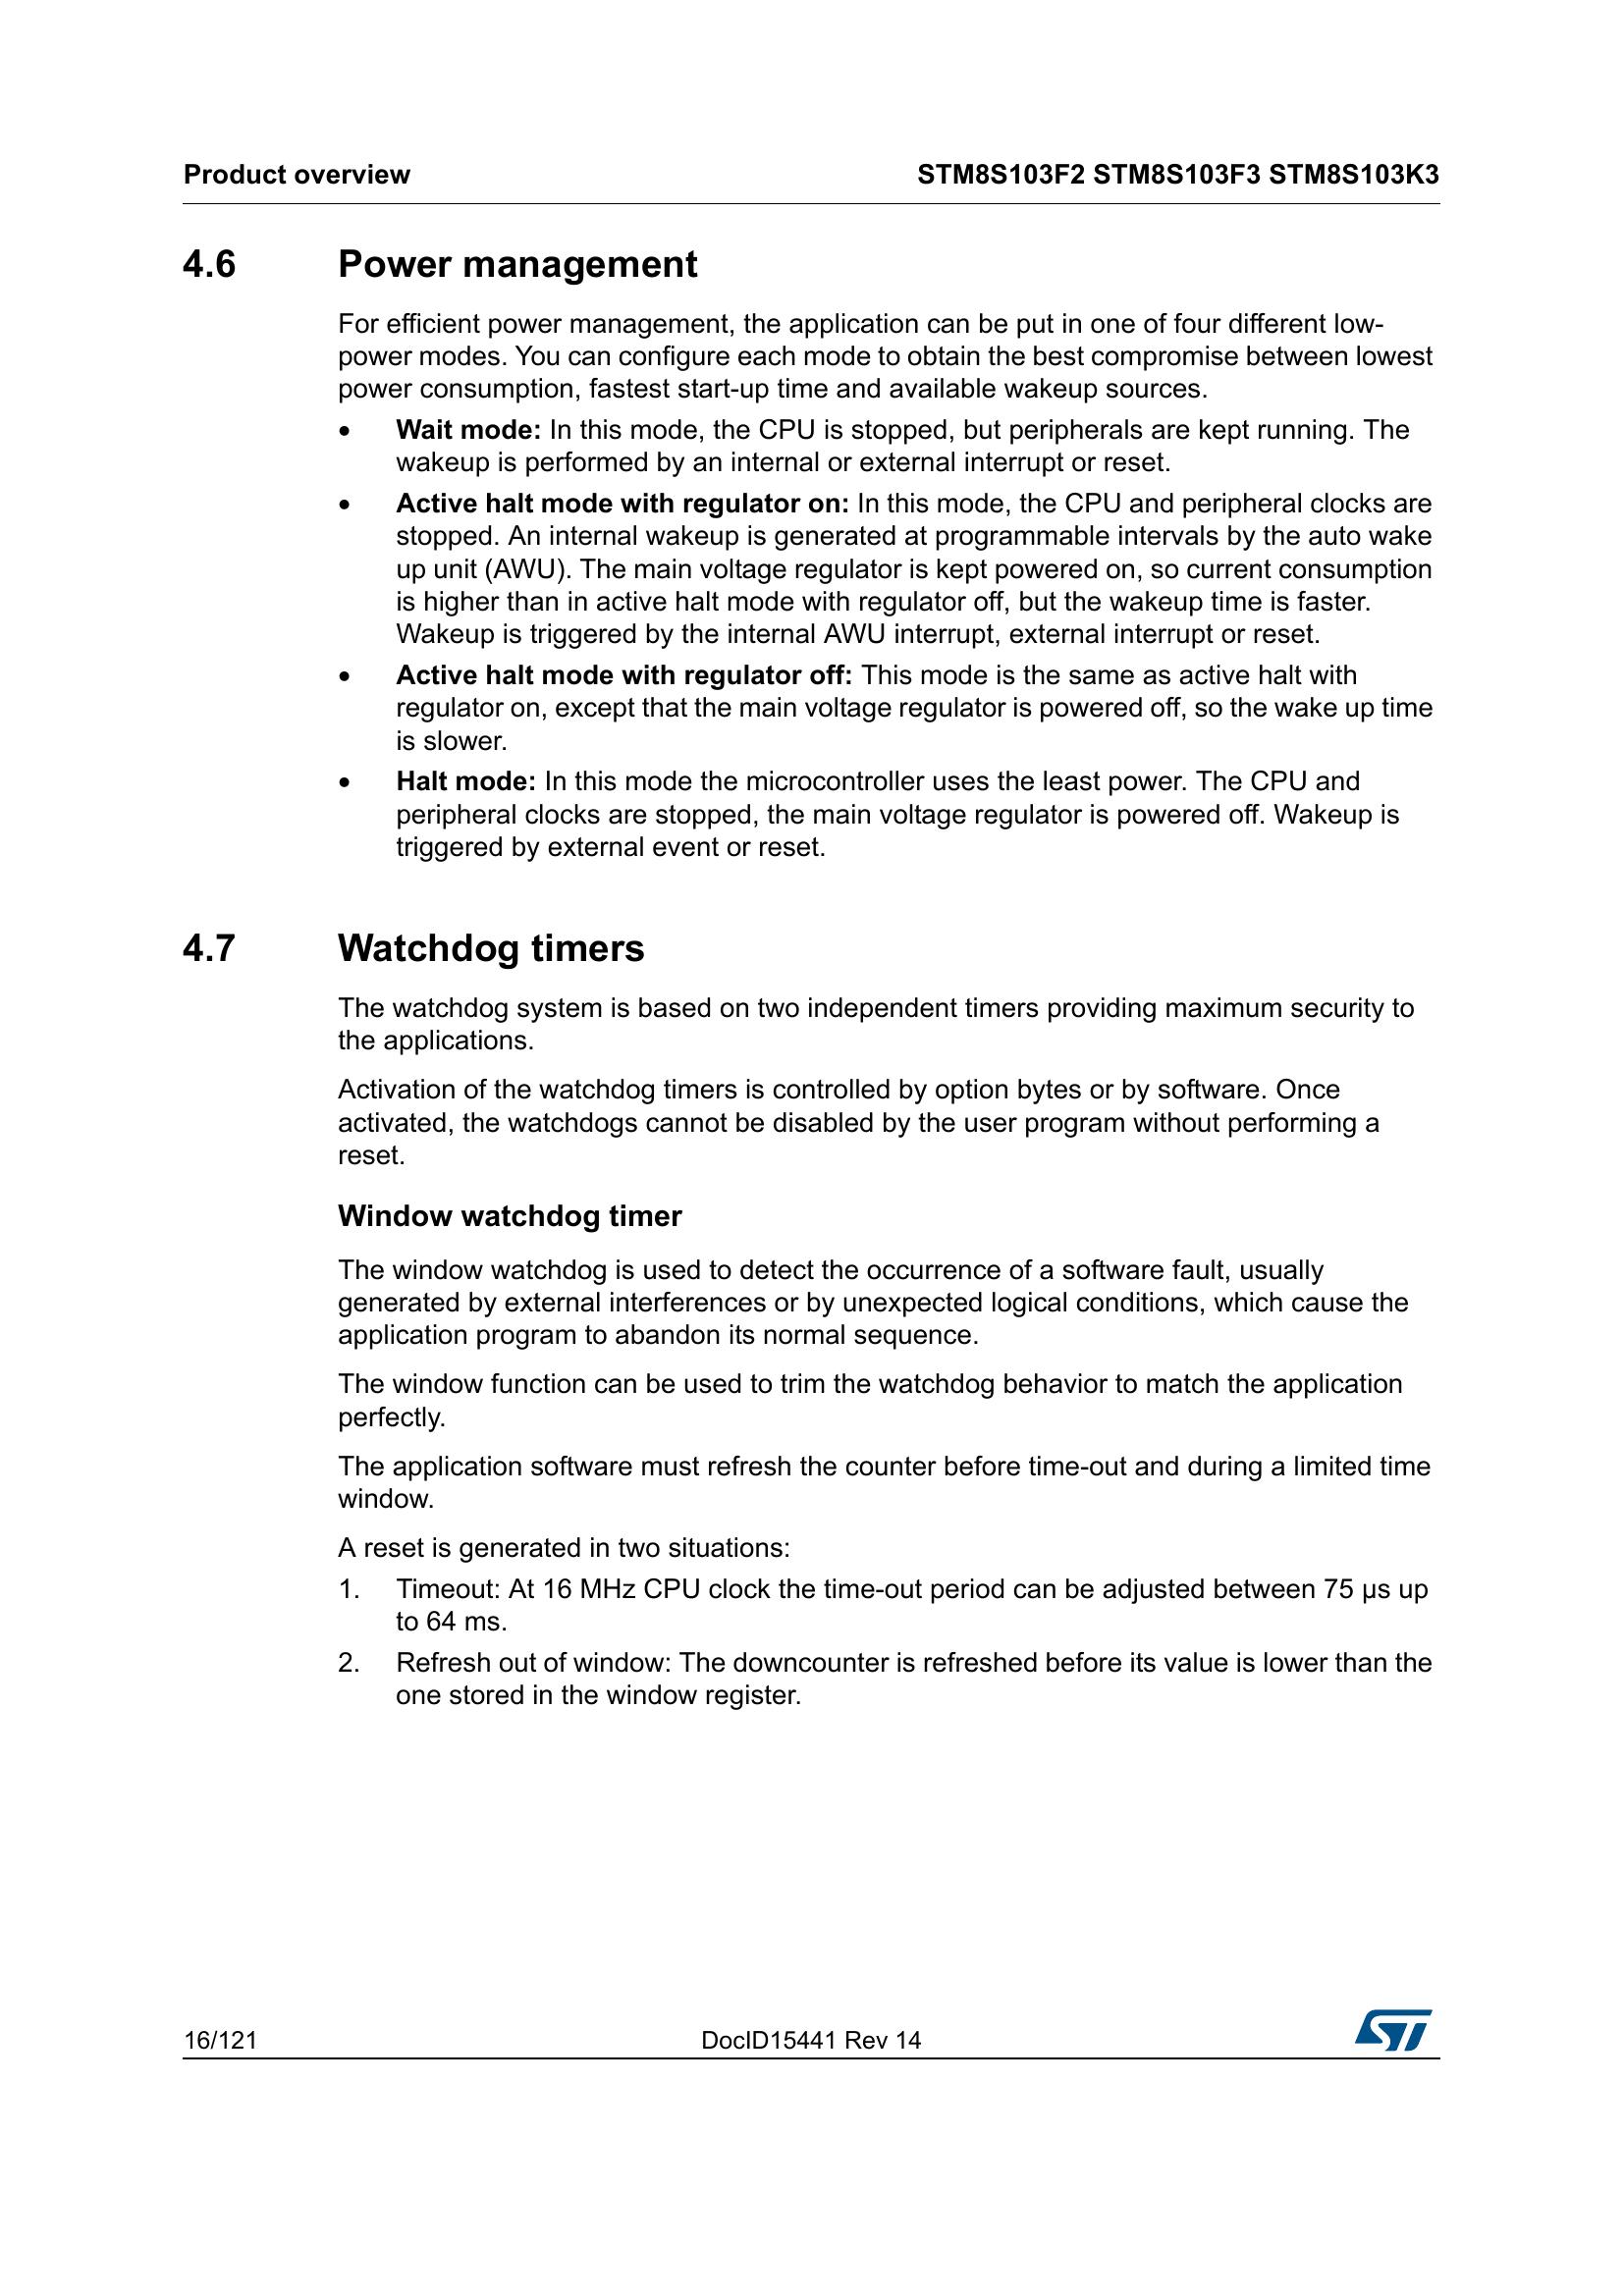 Product overview
STM8S103F2 STM8S103F3 STM8S103K3
4.6 Power management
For efficient power management, the application can be put in one of four different low-
power modes. You can configure each mode to obtain the best compromise between lowest
power consumption, fastest start-up time and available wakeup sources.
• Wait mode: In this mode, the CPU is stopped, but peripherals are kept running. The
wakeup is performed by an internal or external interrupt or reset.
• Active halt mode with regulator on: In this mode, the CPU and peripheral clocks are
stopped. An internal wakeup is generated at programmable intervals by the auto wake
up unit (AWU). The main voltage regulator is kept powered on, so current consumption
is higher than in active halt mode with regulator off, but the wakeup time is faster.
Wakeup is triggered by the internal AWU interrupt, external interrupt or reset.
• Active halt mode with regulator off: This mode is the same as active halt with
regulator on, except that the main voltage regulator is powered off, so the wake up time
is slower.
• Halt mode: In this mode the microcontroller uses the least power. The CPU and
peripheral clocks are stopped, the main voltage regulator is powered off. Wakeup is
triggered by external event or reset.
4.7 Watchdog timers
The watchdog system is based on two independent timers providing maximum security to
the applications.
Activation of the watchdog timers is controlled by option bytes or by software. Once
activated, the watchdogs cannot be disabled by the user program without performing a
reset.
Window watchdog timer
The window watchdog is used to detect the occurrence of a software fault, usually
generated by external interferences or by unexpected logical conditions, which cause the
application program to abandon its normal sequence.
The window function can be used to trim the watchdog behavior to match the application
perfectly.
The application software must refresh the counter before time-out and during a limited time
window.
A reset is generated in two situations:
1. Timeout: At 16 MHz CPU clock the time-out period can be adjusted between 75 µs up
to 64 ms.
2. Refresh out of window: The downcounter is refreshed before its value is lower than the
one stored in the window register.
16/121
DocID15441 Rev 14
ST